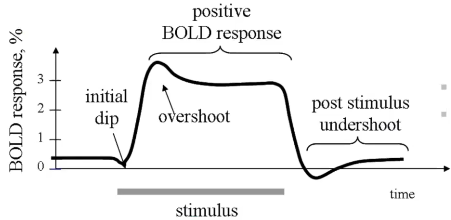 positive
BOLD response
BOLD response, %
3
2
1
0
initial
dip
overshoot
post stimulus
undershoot
time
stimulus